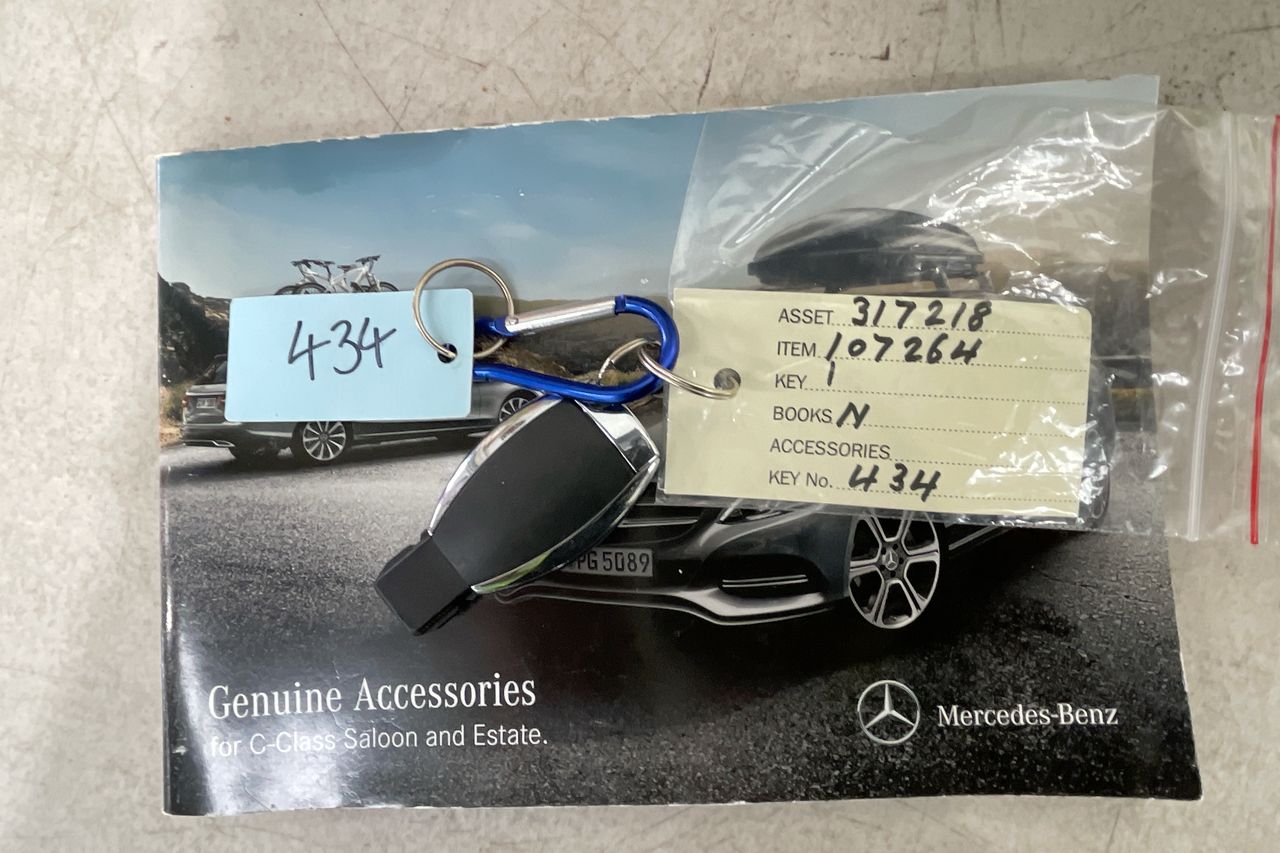 434
ASSET 317218
ITEM 107264
KEY 1
BOOKS N
ACCESSORIES
KEY No. 434
PG 5089
Genuine Accessories
for C-Class Saloon and Estate.
Mercedes-Benz